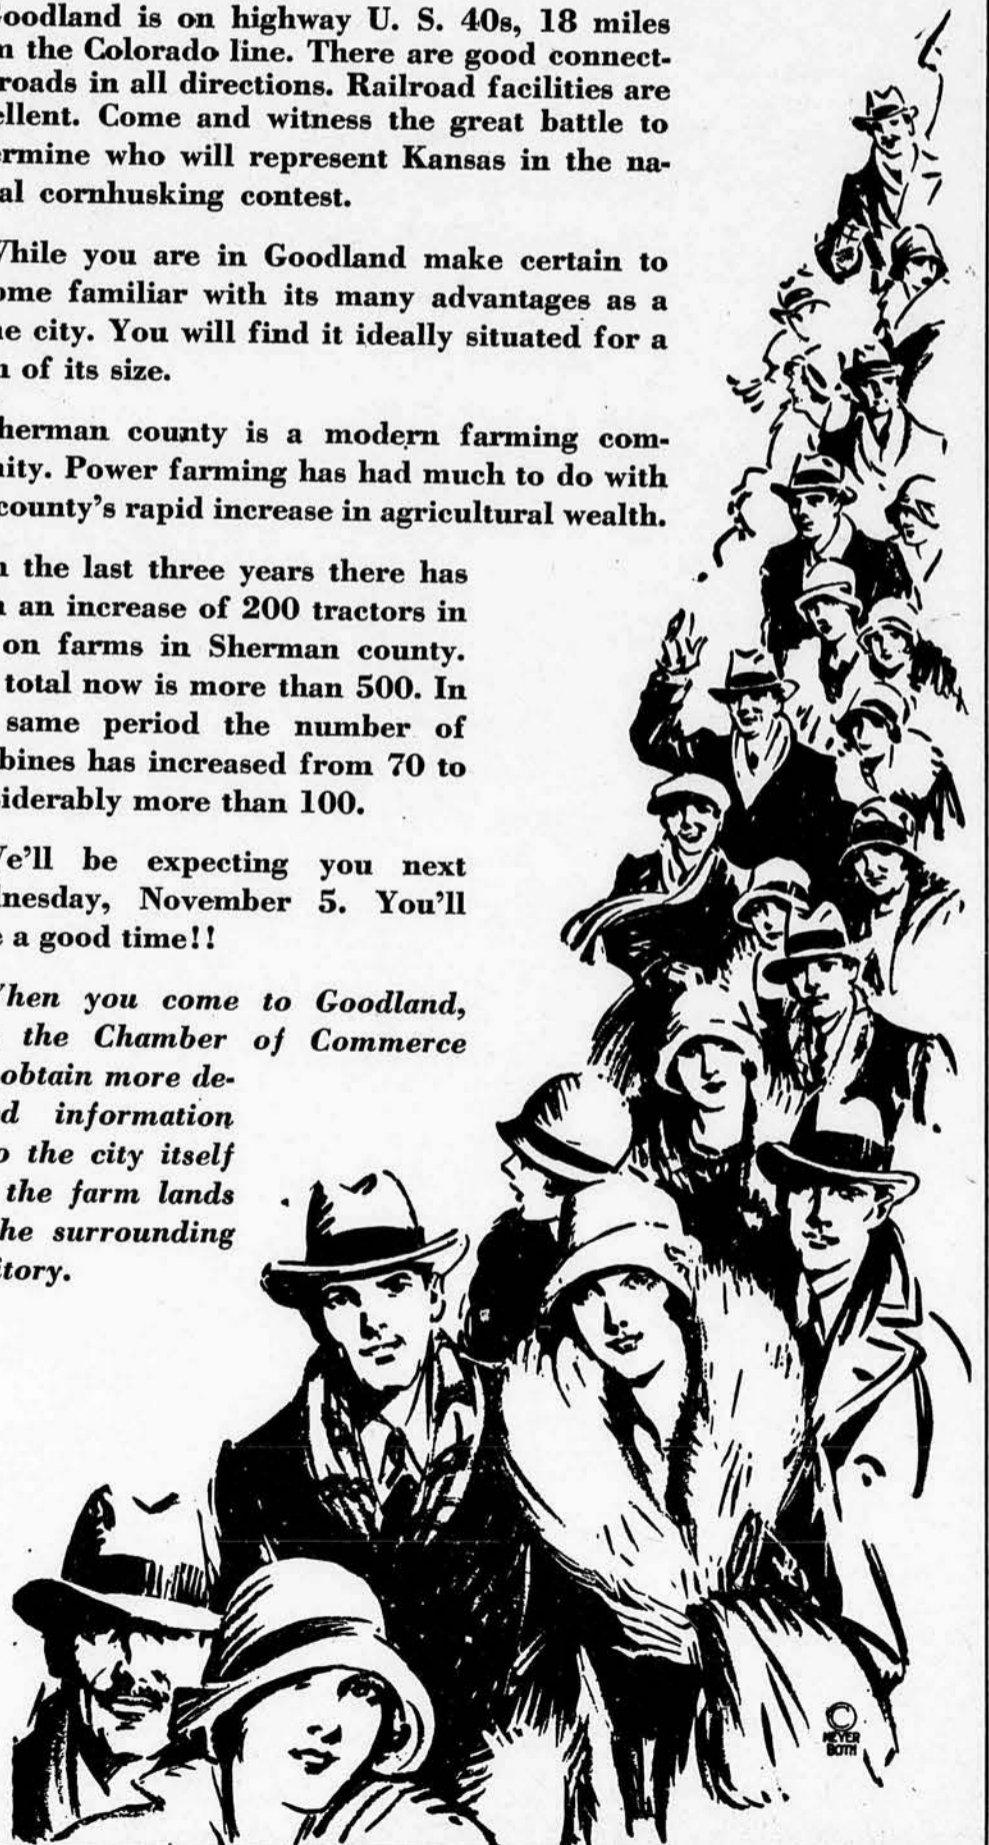 oodland is on highway U. S. 40s, 18 miles
m the Colorado line. There are good connect-
roads in all directions. Railroad facilities are
ellent. Come and witness the great battle to
ermine who will represent Kansas in the na-
al cornhusking contest.
While you are in Goodland make certain to
ome familiar with its many advantages as a
e city. You will find it ideally situated for a
n of its size.
herman county is a modern farming com-
ity. Power farming has had much to do with
county's rapid increase in agricultural wealth.
n the last three years there has
n an increase of 200 tractors in
on farms in Sherman county.
total now is more than 500. In
same period the number of
bines has increased from 70 to
siderably more than 100.
We'll be expecting you next
nesday, November 5. You'll
e a good time!!
When you come to Goodland,
the Chamber of Commerce
obtain more de-
d information
o the city itself
the farm lands
he surrounding
itory.
MEYER
BOTH